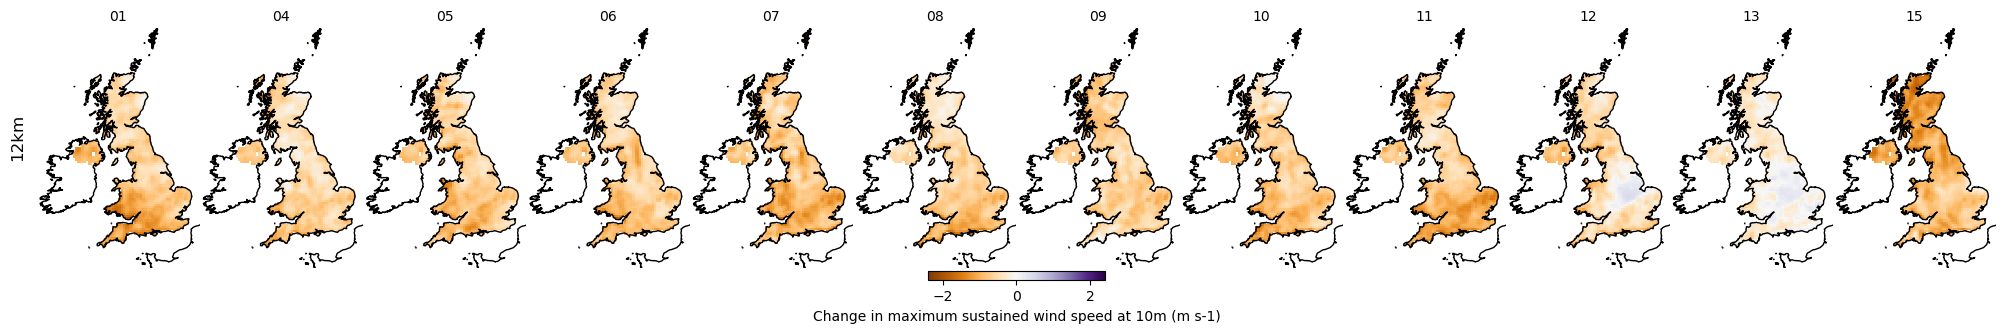 01 04 05 06 07 08 09 10 11 12 13 15
12km
−2 0 2
Change in maximum sustained wind speed at 10m (m s-1)